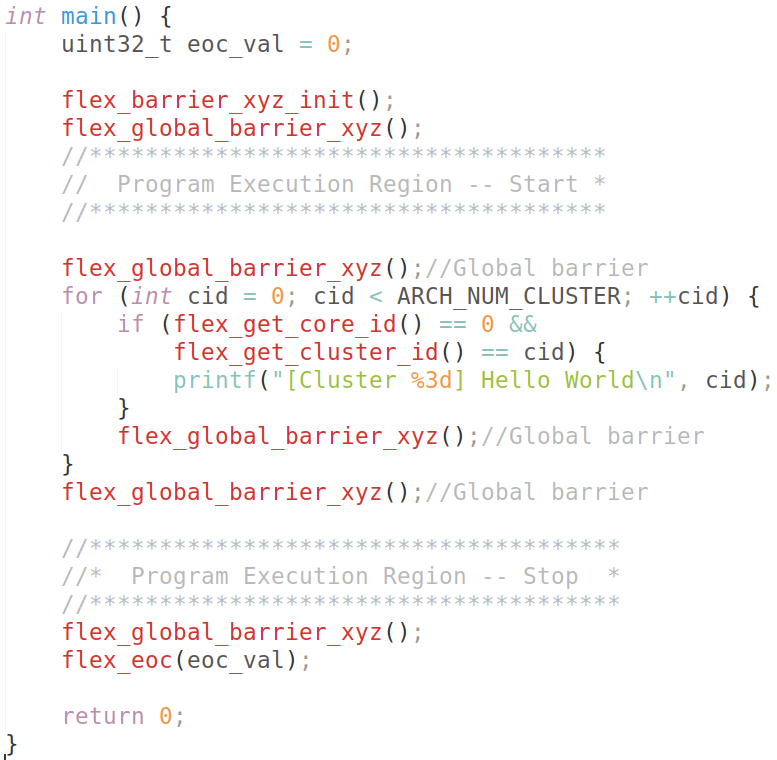 int main() {
    uint32_t eoc_val = 0;

    flex_barrier_xyz_init();
    flex_global_barrier_xyz();
    //*************************************
    //  Program Execution Region -- Start *
    //*************************************

    flex_global_barrier_xyz();//Global barrier
    for (int cid = 0; cid < ARCH_NUM_CLUSTER; ++cid) {
        if (flex_get_core_id() == 0 &&
            flex_get_cluster_id() == cid) {
            printf("[Cluster %3d] Hello World\n", cid);
        }
        flex_global_barrier_xyz();//Global barrier
    }
    flex_global_barrier_xyz();//Global barrier

    //**************************************
    //*  Program Execution Region -- Stop  *
    //**************************************
    flex_global_barrier_xyz();
    flex_eoc(eoc_val);

    return 0;
}